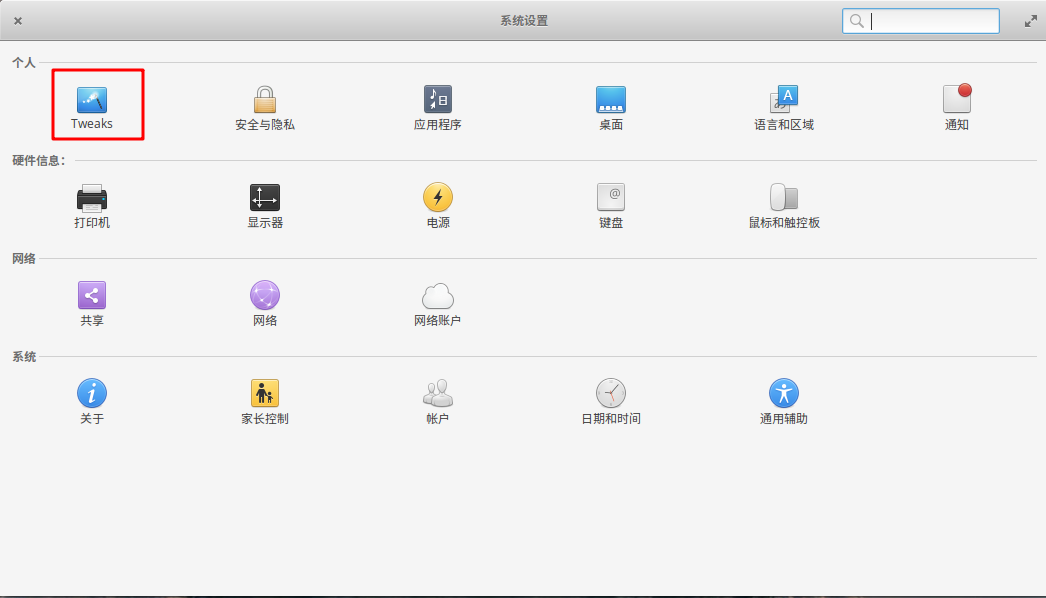 系统设置
个人
Tweaks
安全与隐私
应用程序
桌面
语言和区域
通知
硬件信息：
打印机
显示器
电源
键盘
鼠标和触控板
网络
共享
网络
网络账户
系统
关于
家长控制
帐户
日期和时间
通用辅助